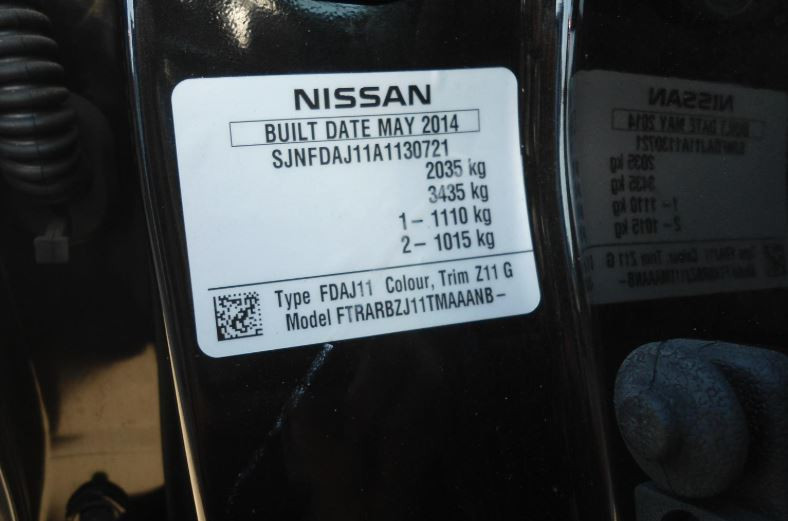 NISSAN
BUILT DATE MAY 2014
SJNFDAJ11A1130721
2035 kg
3435 kg
1 – 1110 kg
2 – 1015 kg
Type FDAJ11 Colour, Trim Z11 G
Model FTRARBZJ11TMAAANB –